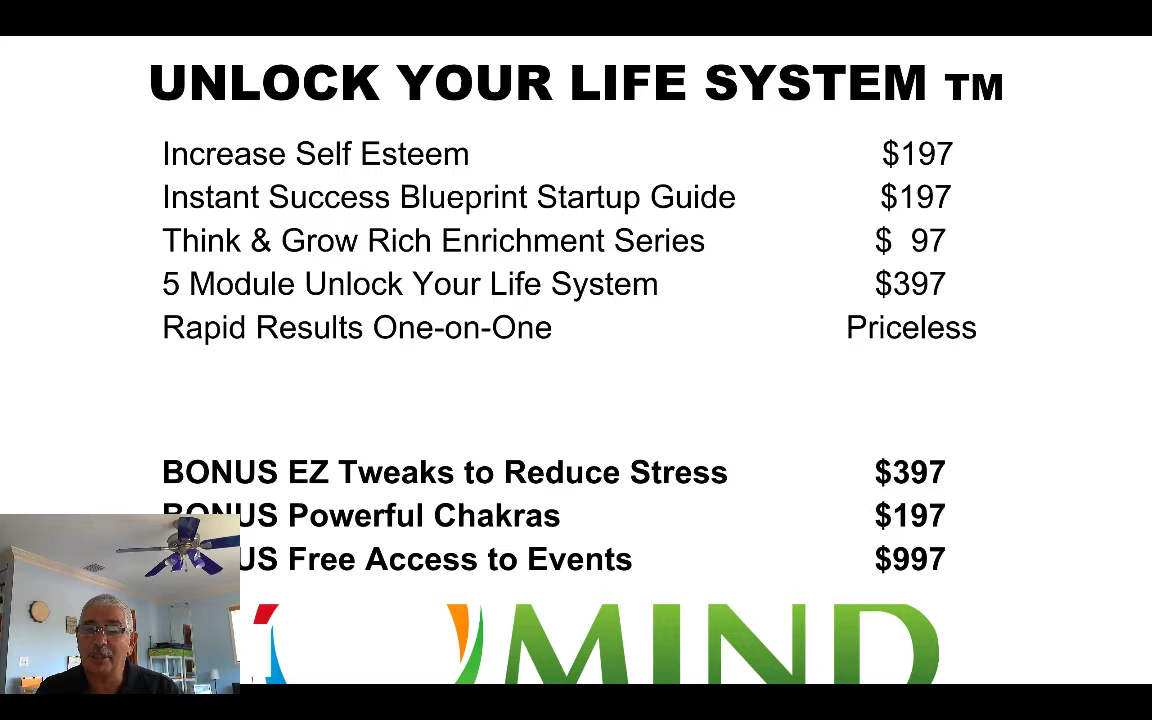 UNLOCK YOUR LIFE SYSTEM TM
Increase Self Esteem $197
Instant Success Blueprint Startup Guide $197
Think & Grow Rich Enrichment Series $ 97
5 Module Unlock Your Life System $397
Rapid Results One-on-One Priceless
BONUS EZ Tweaks to Reduce Stress $397
BONUS Powerful Chakras $197
US Free Access to Events $997
MIND